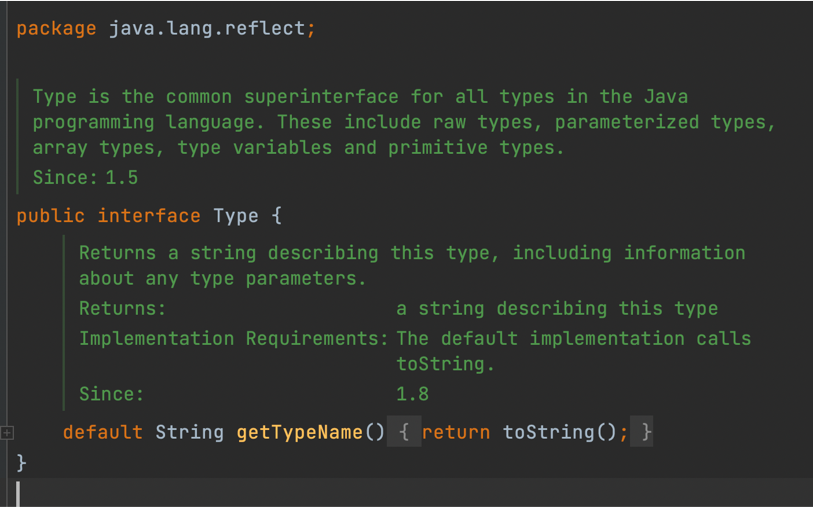 package java.lang.reflect;
Type is the common superinterface for all types in the Java
programming language. These include raw types, parameterized types,
array types, type variables and primitive types.
Since: 1.5
public interface Type {
Returns a string describing this type, including information
about any type parameters.
Returns: a string describing this type
Implementation Requirements: The default implementation calls
toString.
Since: 1.8
default String getTypeName() { return toString(); }
}